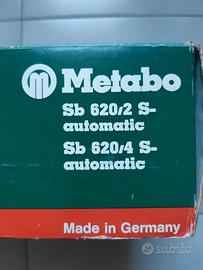 Metabo
Sb 620/2 S-
automatic
Sb 620/4 S-
automatic
Made in Germany
subito